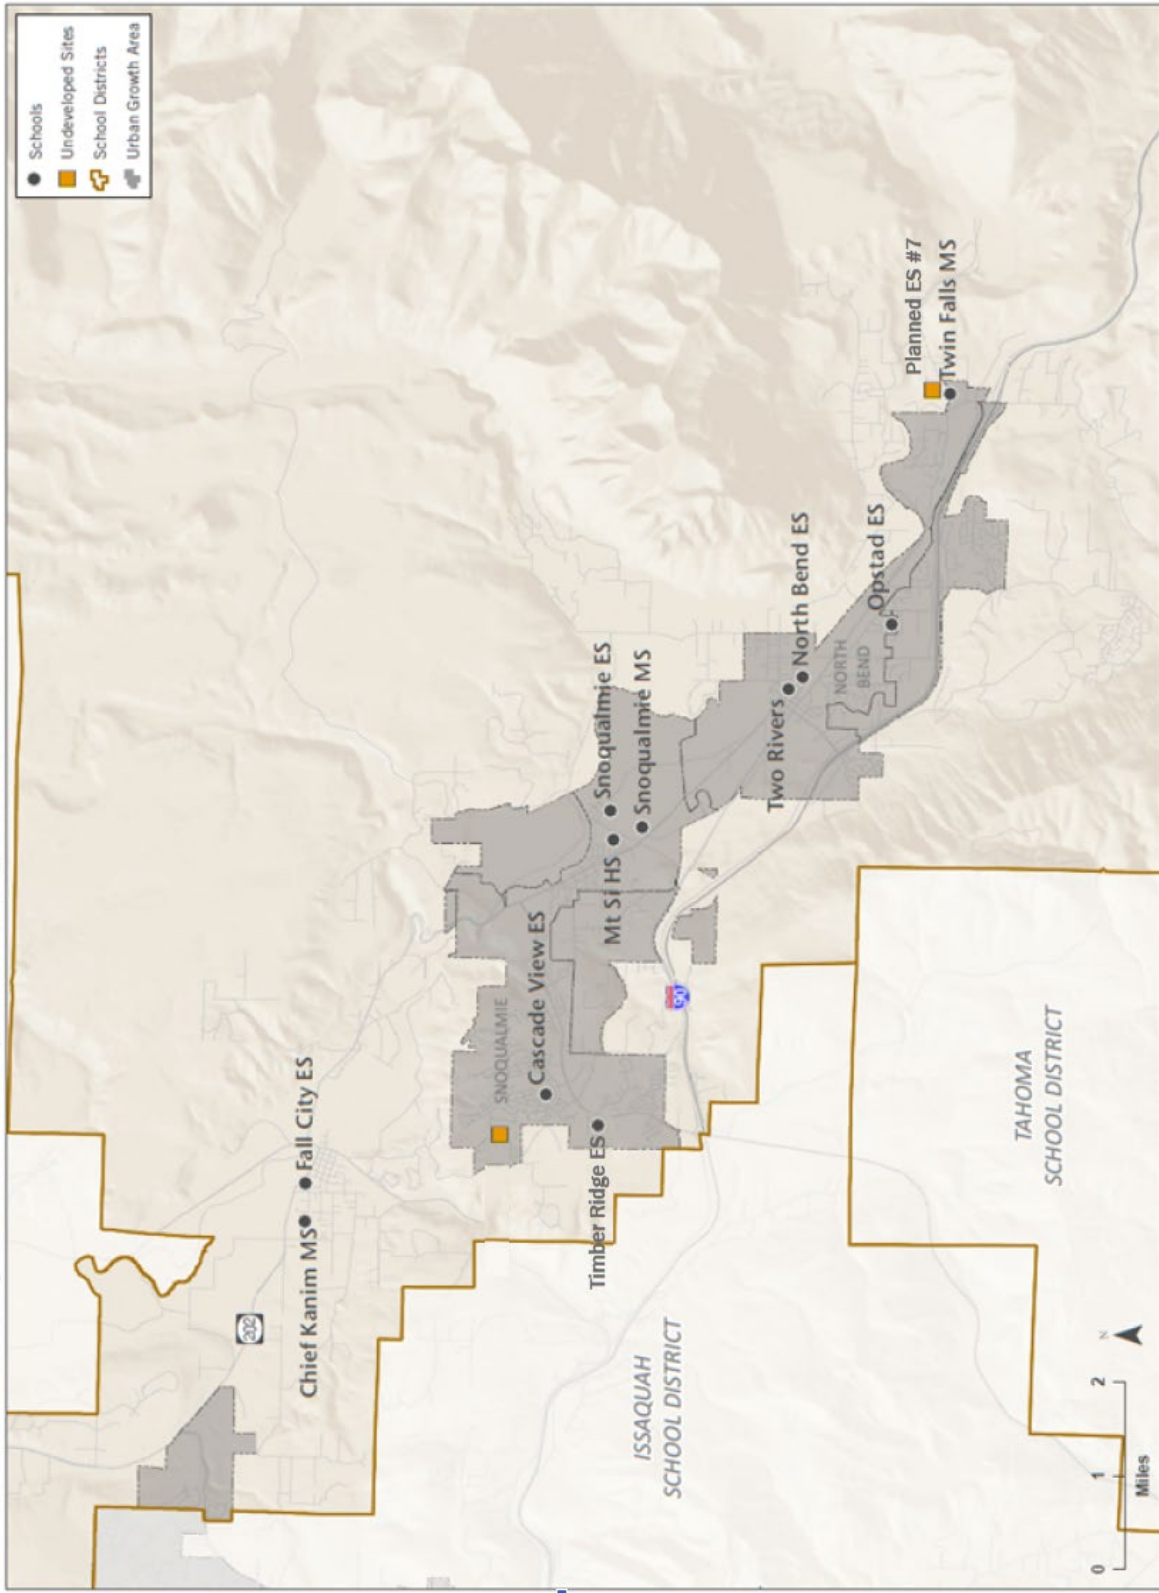 Schools
Undeveloped Sites
School Districts
Urban Growth Area
202
Chief Kanim MS
Fall City ES
SNOQUALMIE
Cascade View ES
Timber Ridge ES
Mt Si HS
Snoqualmie ES
Snoqualmie MS
90
Two Rivers
North Bend ES
NORTH
BEND
Opstad ES
Planned ES #7
Twin Falls MS
ISSAQUAH
SCHOOL DISTRICT
TAHOMA
SCHOOL DISTRICT
N
0 1 2
Miles